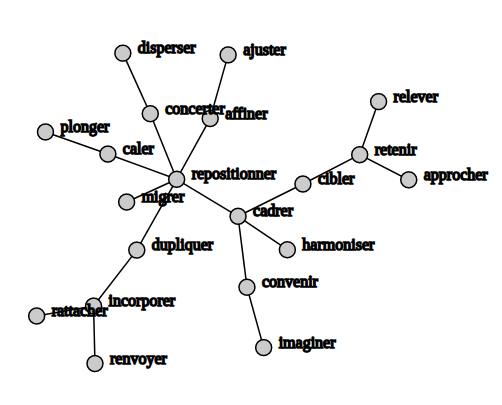 disperser
ajuster
relever
concerter
affiner
plonger
caler
retenir
repositionner
cibler
approcher
migrer
cadrer
dupliquer
harmoniser
convenir
incorporer
rattacher
imaginer
renvoyer